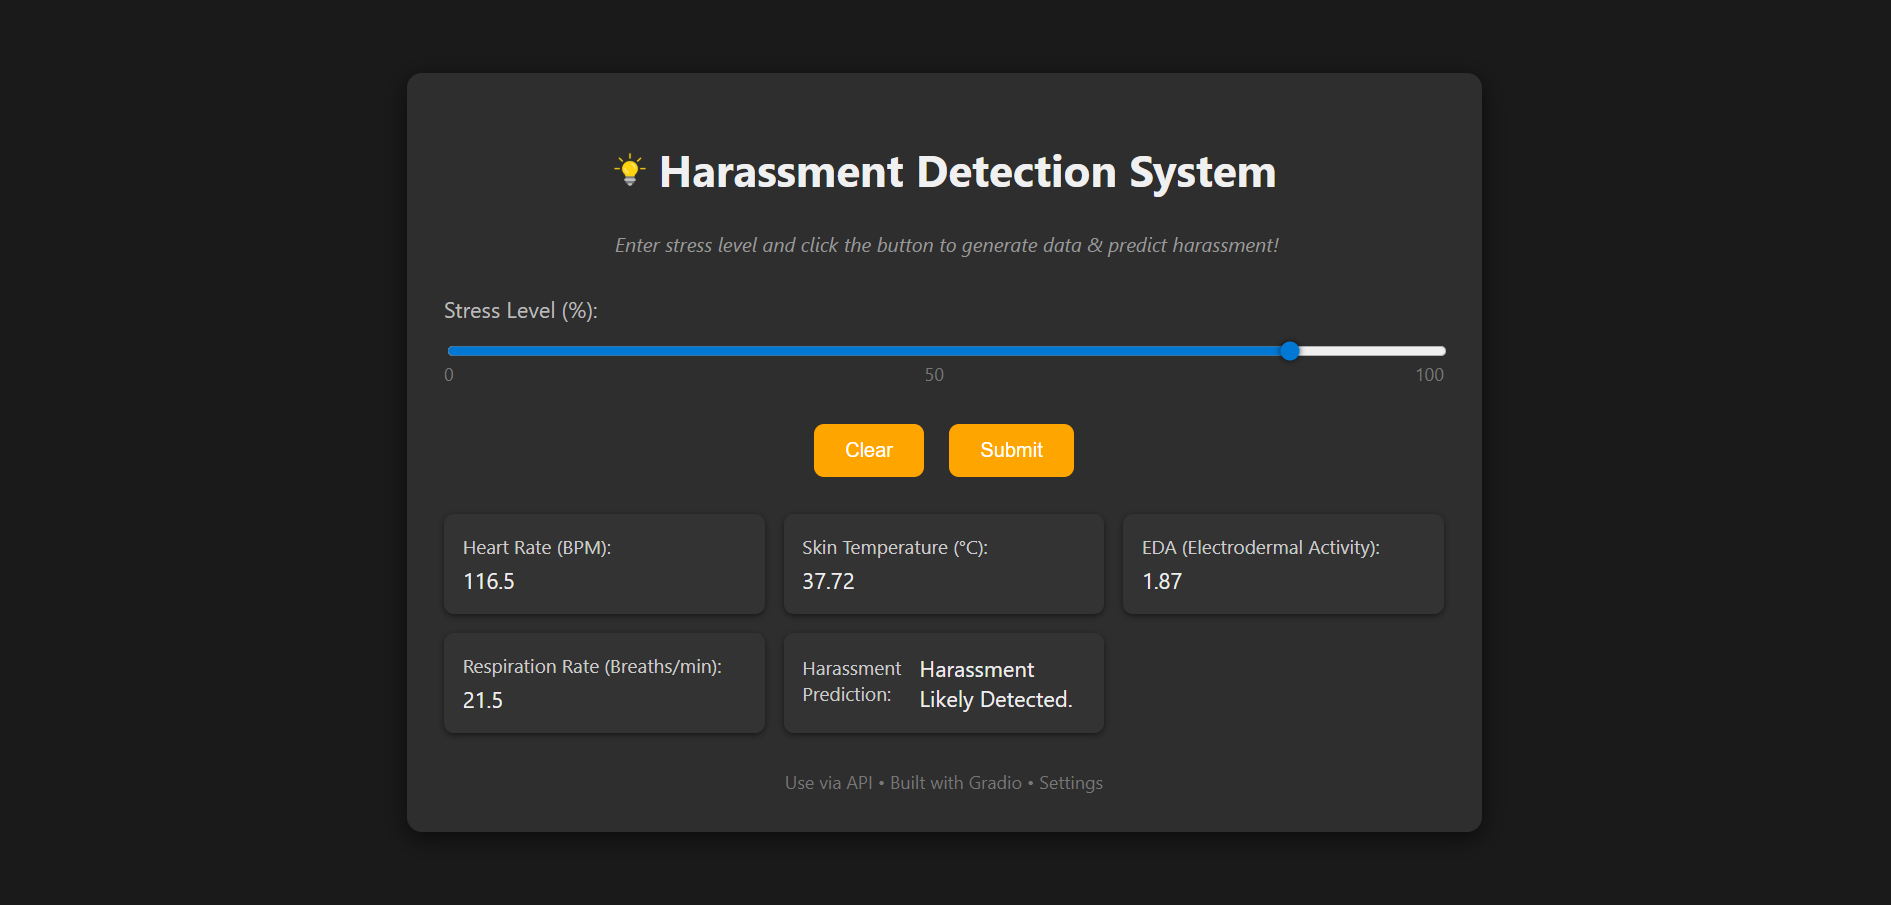 Harassment Detection System
Enter stress level and click the button to generate data & predict harassment!
Stress Level (%):
0 50 100
Clear Submit
Heart Rate (BPM):
116.5
Skin Temperature (°C):
37.72
EDA (Electrodermal Activity):
1.87
Respiration Rate (Breaths/min):
21.5
Harassment
Prediction:
Harassment
Likely Detected.
Use via API • Built with Gradio • Settings